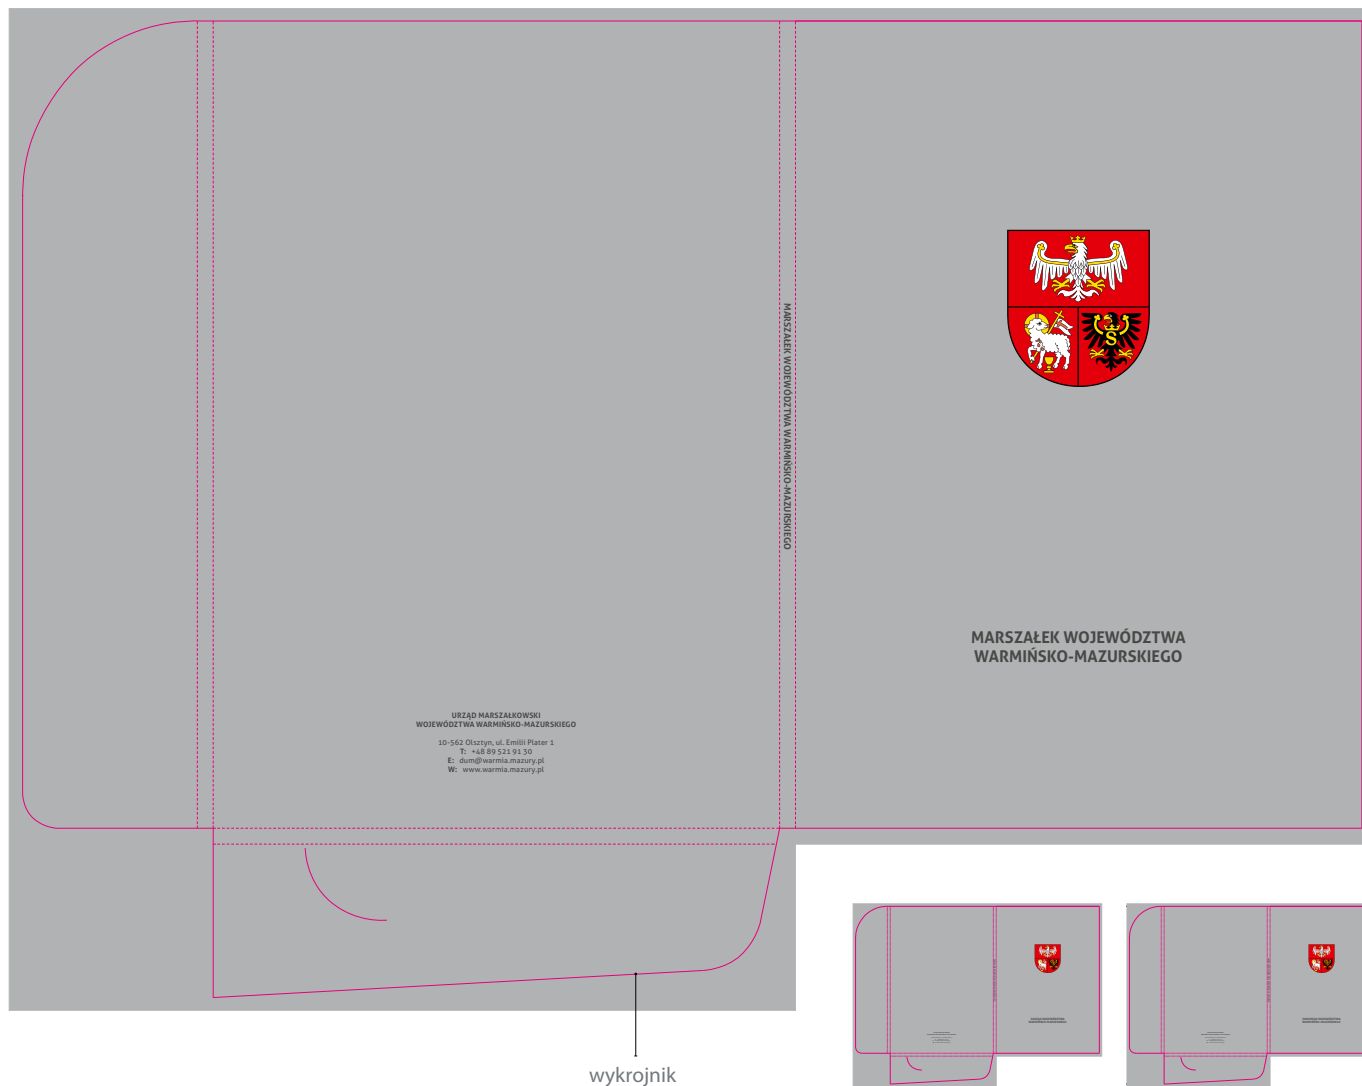 MARSZAŁEK WOJEWÓDZTWA WARMIŃSKO-MAZURSKIEGO
MARSZAŁEK WOJEWÓDZTWA
WARMIŃSKO-MAZURSKIEGO
URZĄD MARSZAŁKOWSKI
WOJEWÓDZTWA WARMIŃSKO-MAZURSKIEGO
10-562 Olsztyn, ul. Emilii Plater 1
T: +48 89 521 91 30
E: dum@warmia.mazury.pl
W: www.warmia.mazury.pl
S
wykrojnik